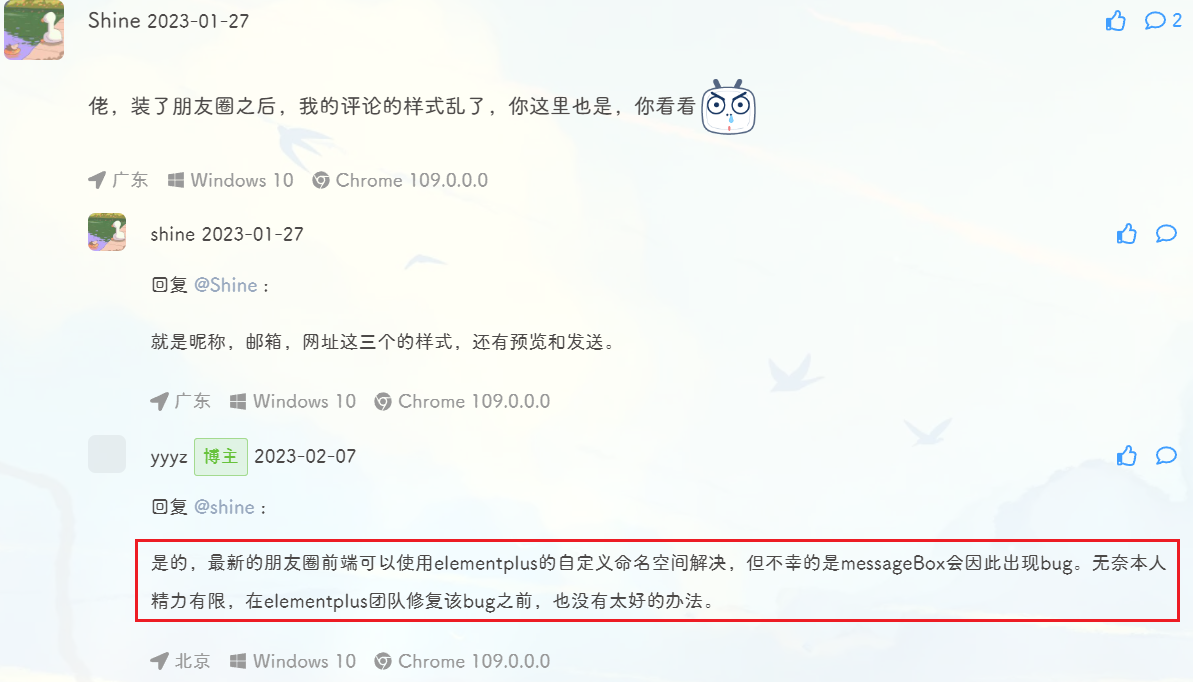 Shine 2023-01-27 2
佬，装了朋友圈之后，我的评论的样式乱了，你这里也是，你看看
广东 Windows 10 Chrome 109.0.0.0
shine 2023-01-27
回复 @Shine :
就是昵称，邮箱，网址这三个的样式，还有预览和发送。
广东 Windows 10 Chrome 109.0.0.0
yyyz 博主 2023-02-07
回复 @shine :
是的，最新的朋友圈前端可以使用elementplus的自定义命名空间解决，但不幸的是messageBox会因此出现bug。无奈本人
精力有限，在elementplus团队修复该bug之前，也没有太好的办法。
北京 Windows 10 Chrome 109.0.0.0